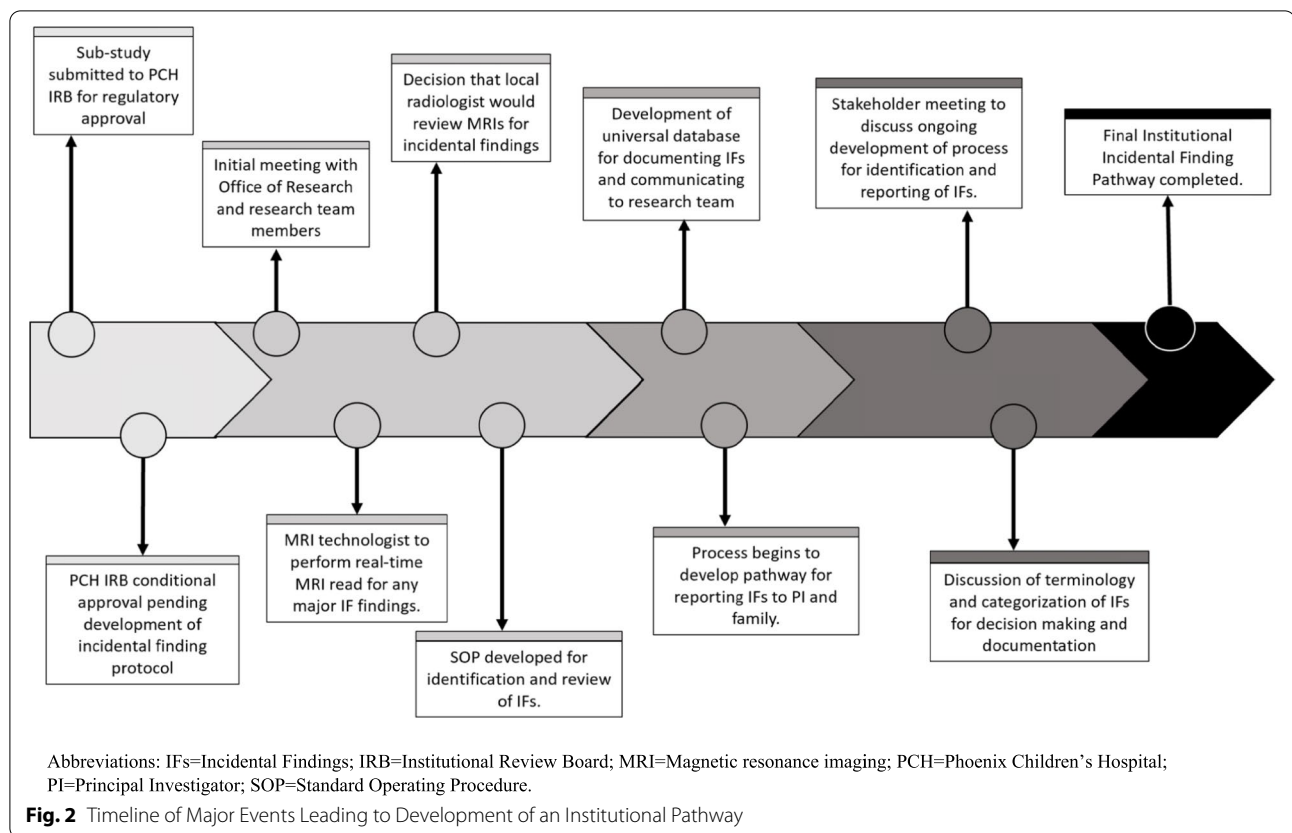 Sub-study
submitted to PCH
IRB for regulatory
approval
Initial meeting with
Office of Research
and research team
members
Decision that local
radiologist would
review MRIs for
incidental findings
Development of
universal database
for documenting IFs
and communicating
to research team
Stakeholder meeting to
discuss ongoing
development of process
for identification and
reporting of IFs.
Final Institutional
Incidental Finding
Pathway completed.
PCH IRB conditional
approval pending
development of
incidental finding
protocol
MRI technologist to
perform real-time
MRI read for any
major IF findings.
SOP developed for
identification and review
of IFs.
Process begins to
develop pathway for
reporting IFs to PI and
family.
Discussion of terminology
and categorization of IFs
for decision making and
documentation
Abbreviations: IFs=Incidental Findings; IRB=Institutional Review Board; MRI=Magnetic resonance imaging; PCH=Phoenix Children's Hospital;
PI=Principal Investigator; SOP=Standard Operating Procedure.
Fig. 2 Timeline of Major Events Leading to Development of an Institutional Pathway